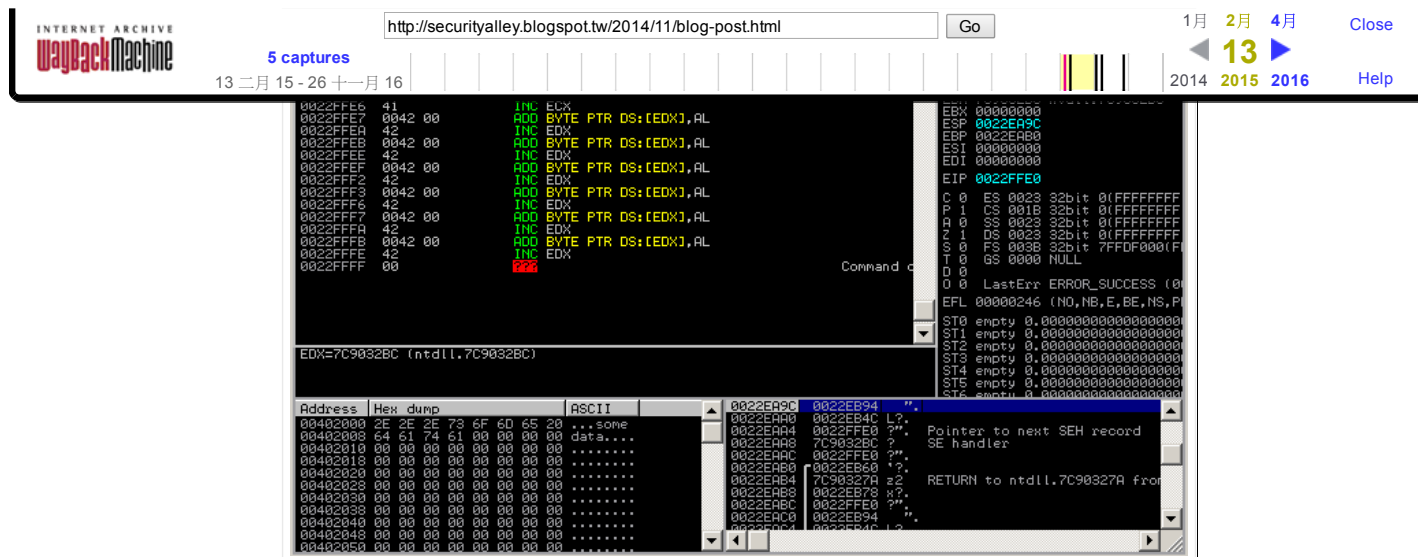 INTERNET ARCHIVE
WayBackMachine
http://securityalley.blogspot.tw/2014/11/blog-post.html
Go
5 captures
13 二月 15 - 26 十一月 16
1月 2月 4月
13
2014 2015 2016
Close
Help
0022FFE6 41 INC ECX
0022FFE7 0042 00 ADD BYTE PTR DS:[EDX],AL
0022FFEA 42 INC EDX
0022FFEB 0042 00 ADD BYTE PTR DS:[EDX],AL
0022FFEE 42 INC EDX
0022FFEF 0042 00 ADD BYTE PTR DS:[EDX],AL
0022FFF2 42 INC EDX
0022FFF3 0042 00 ADD BYTE PTR DS:[EDX],AL
0022FFF6 42 INC EDX
0022FFF7 0042 00 ADD BYTE PTR DS:[EDX],AL
0022FFFA 42 INC EDX
0022FFFB 0042 00 ADD BYTE PTR DS:[EDX],AL
0022FFFE 42 INC EDX
0022FFFF 00 ??? Command
EBX 00000000
ESP 0022EA9C
EBP 0022EAB0
ESI 00000000
EDI 00000000
EIP 0022FFE0
C 0 ES 0023 32bit 0(FFFFFFFF
P 1 CS 001B 32bit 0(FFFFFFFF
A 0 SS 0023 32bit 0(FFFFFFFF
Z 1 DS 0023 32bit 0(FFFFFFFF
S 0 FS 003B 32bit 7FFDF000(F
T 0 GS 0000 NULL
D 0
O 0 LastErr ERROR_SUCCESS (0
EFL 00000246 (NO,NB,E,BE,NS,P
ST0 empty 0.0000000000000000
ST1 empty 0.0000000000000000
ST2 empty 0.0000000000000000
ST3 empty 0.0000000000000000
ST4 empty 0.0000000000000000
ST5 empty 0.0000000000000000
ST6 empty 0.0000000000000000
EDX=7C9032BC (ntdll.7C9032BC)
Address Hex dump ASCII
00402000 2E 2E 2E 73 6F 6D 65 20 ...some
00402008 64 61 74 61 00 00 00 00 data....
00402010 00 00 00 00 00 00 00 00 ........
00402018 00 00 00 00 00 00 00 00 ........
00402020 00 00 00 00 00 00 00 00 ........
00402028 00 00 00 00 00 00 00 00 ........
00402030 00 00 00 00 00 00 00 00 ........
00402038 00 00 00 00 00 00 00 00 ........
00402040 00 00 00 00 00 00 00 00 ........
00402048 00 00 00 00 00 00 00 00 ........
00402050 00 00 00 00 00 00 00 00 ........
0022EA9C 0022EB94 ".
0022EAA0 0022EB4C L?.
0022EAA4 0022FFE0 ?". Pointer to next SEH record
0022EAA8 7C9032BC ? SE handler
0022EAAC 0022FFE0 ?".
0022EAB0 0022EB60 '?.
0022EAB4 7C90327A z2 RETURN to ntdll.7C90327A from
0022EAB8 0022EB78 x?.
0022EABC 0022FFE0 ?".
0022EAC0 0022EB94 ".
0022EAC4 0022EB4C L?